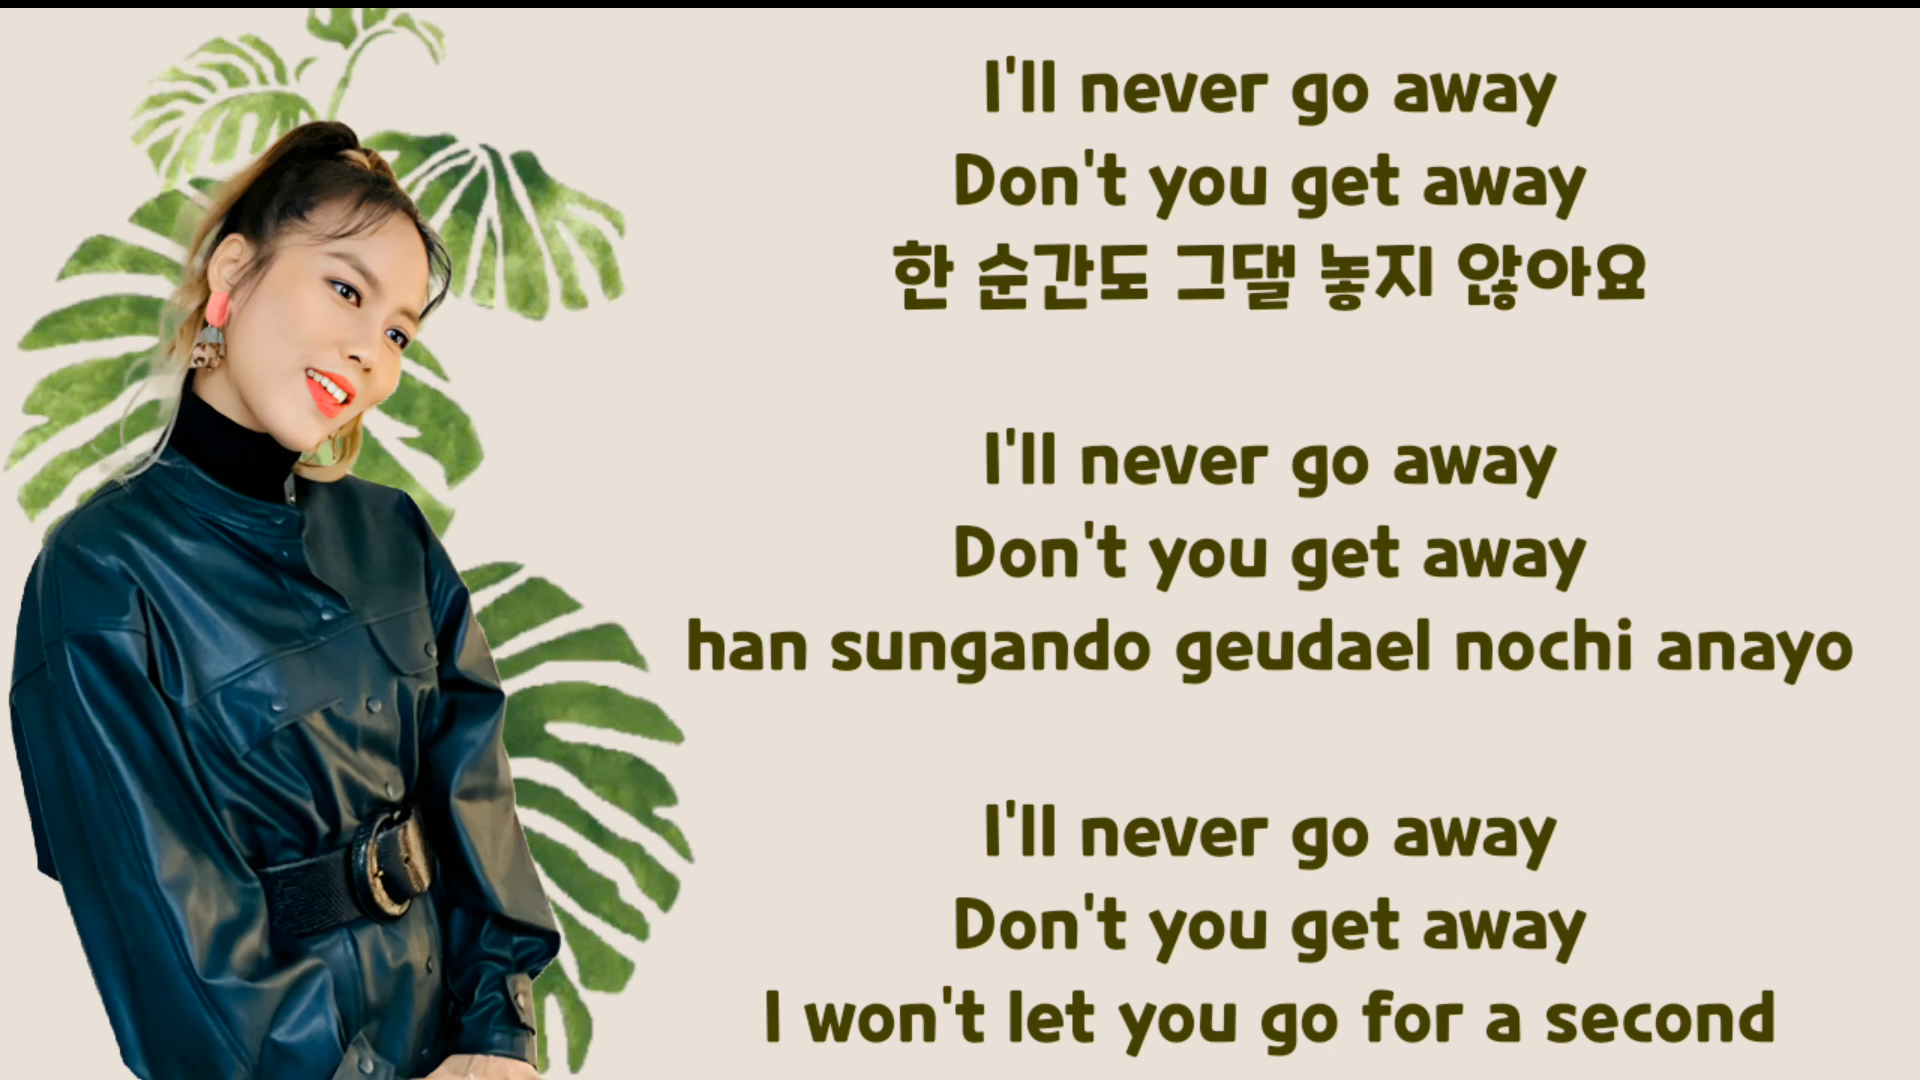 I'll never go away
Don't you get away
한 순간도 그댈 놓지 않아요
I'll never go away
Don't you get away
han sungando geudael nochi anayo
I'll never go away
Don't you get away
I won't let you go for a second